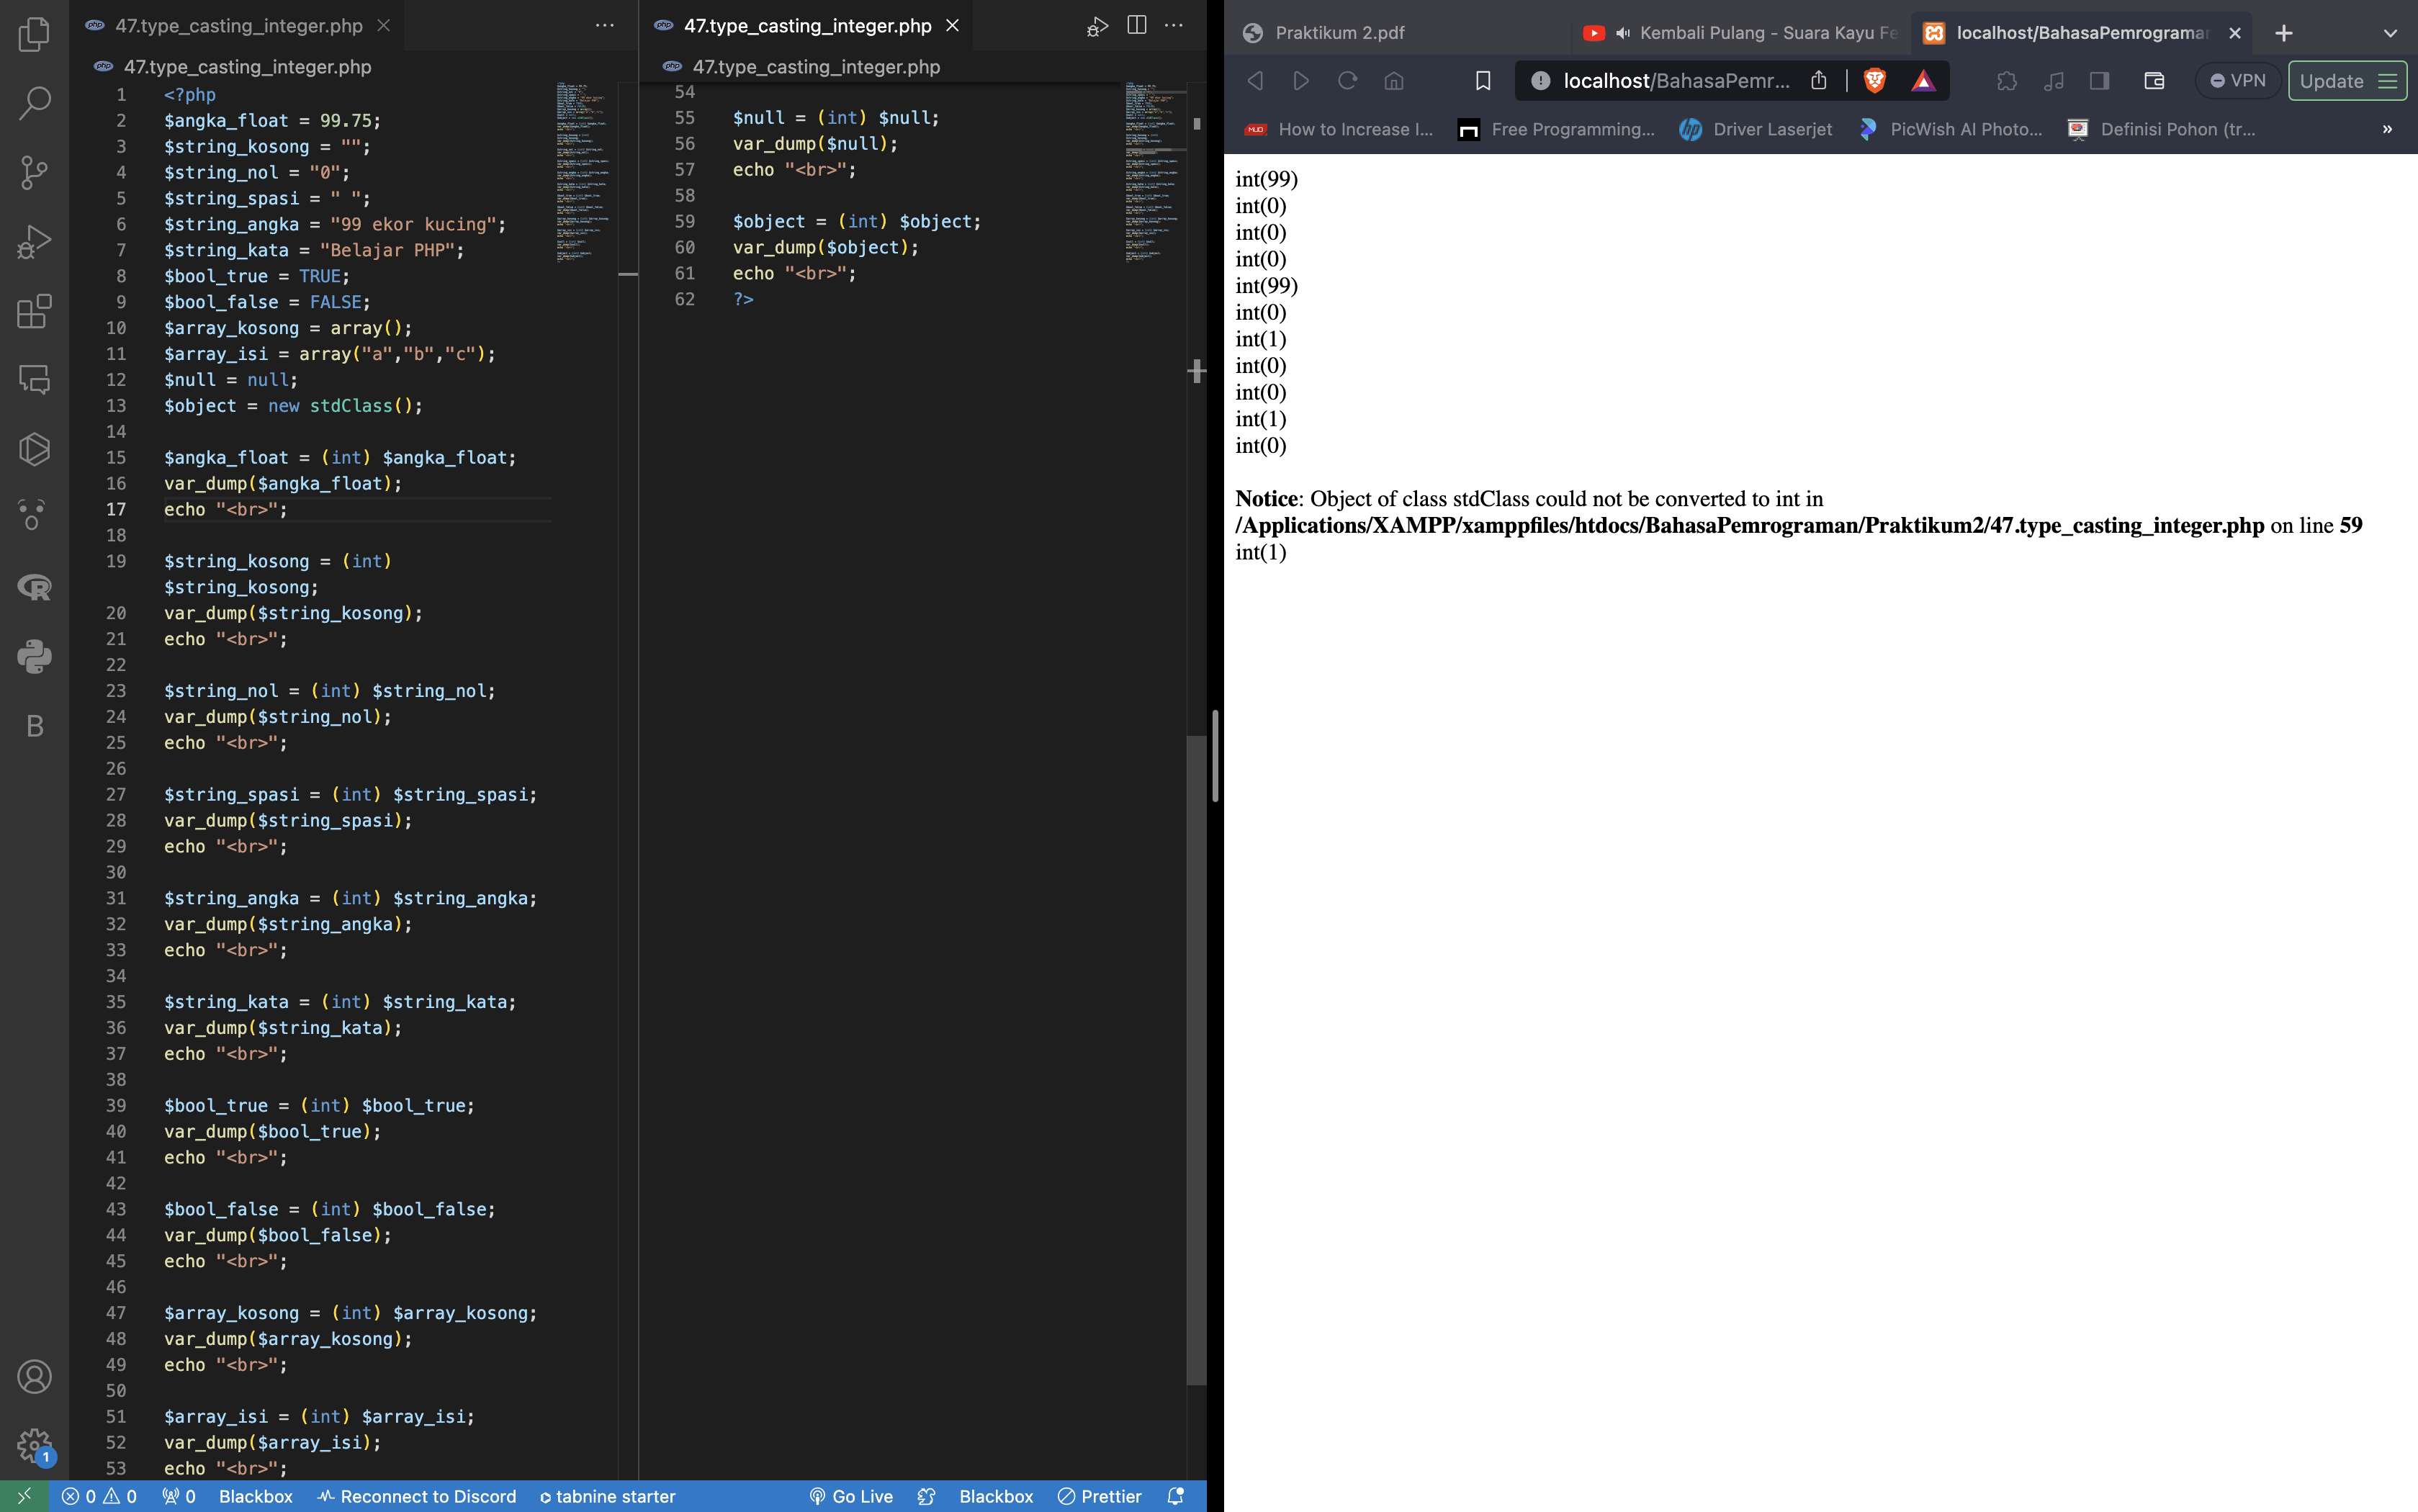 47.type_casting_integer.php
47.type_casting_integer.php
1 <?php
2 $angka_float = 99.75;
3 $string_kosong = "";
4 $string_nol = "0";
5 $string_spasi = " ";
6 $string_angka = "99 ekor kucing";
7 $string_kata = "Belajar PHP";
8 $bool_true = TRUE;
9 $bool_false = FALSE;
10 $array_kosong = array();
11 $array_isi = array("a","b","c");
12 $null = null;
13 $object = new stdClass();
14
15 $angka_float = (int) $angka_float;
16 var_dump($angka_float);
17 echo "<br>";
18
19 $string_kosong = (int)
$string_kosong;
20 var_dump($string_kosong);
21 echo "<br>";
22
23 $string_nol = (int) $string_nol;
24 var_dump($string_nol);
25 echo "<br>";
26
27 $string_spasi = (int) $string_spasi;
28 var_dump($string_spasi);
29 echo "<br>";
30
31 $string_angka = (int) $string_angka;
32 var_dump($string_angka);
33 echo "<br>";
34
35 $string_kata = (int) $string_kata;
36 var_dump($string_kata);
37 echo "<br>";
38
39 $bool_true = (int) $bool_true;
40 var_dump($bool_true);
41 echo "<br>";
42
43 $bool_false = (int) $bool_false;
44 var_dump($bool_false);
45 echo "<br>";
46
47 $array_kosong = (int) $array_kosong;
48 var_dump($array_kosong);
49 echo "<br>";
50
51 $array_isi = (int) $array_isi;
52 var_dump($array_isi);
53 echo "<br>";
47.type_casting_integer.php
47.type_casting_integer.php
54
55 $null = (int) $null;
56 var_dump($null);
57 echo "<br>";
58
59 $object = (int) $object;
60 var_dump($object);
61 echo "<br>";
62 ?>
B
1
0 0 0 Blackbox Reconnect to Discord tabnine starter Go Live Blackbox Prettier
Praktikum 2.pdf Kembali Pulang - Suara Kayu Fe localhost/BahasaPemrograman
localhost/BahasaPemr... VPN Update
How to Increase I... Free Programming... Driver Laserjet PicWish AI Photo... Definisi Pohon (tr... »
int(99)
int(0)
int(0)
int(0)
int(99)
int(0)
int(1)
int(0)
int(0)
int(1)
int(0)
Notice: Object of class stdClass could not be converted to int in
/Applications/XAMPP/xamppfiles/htdocs/BahasaPemrograman/Praktikum2/47.type_casting_integer.php on line 59
int(1)